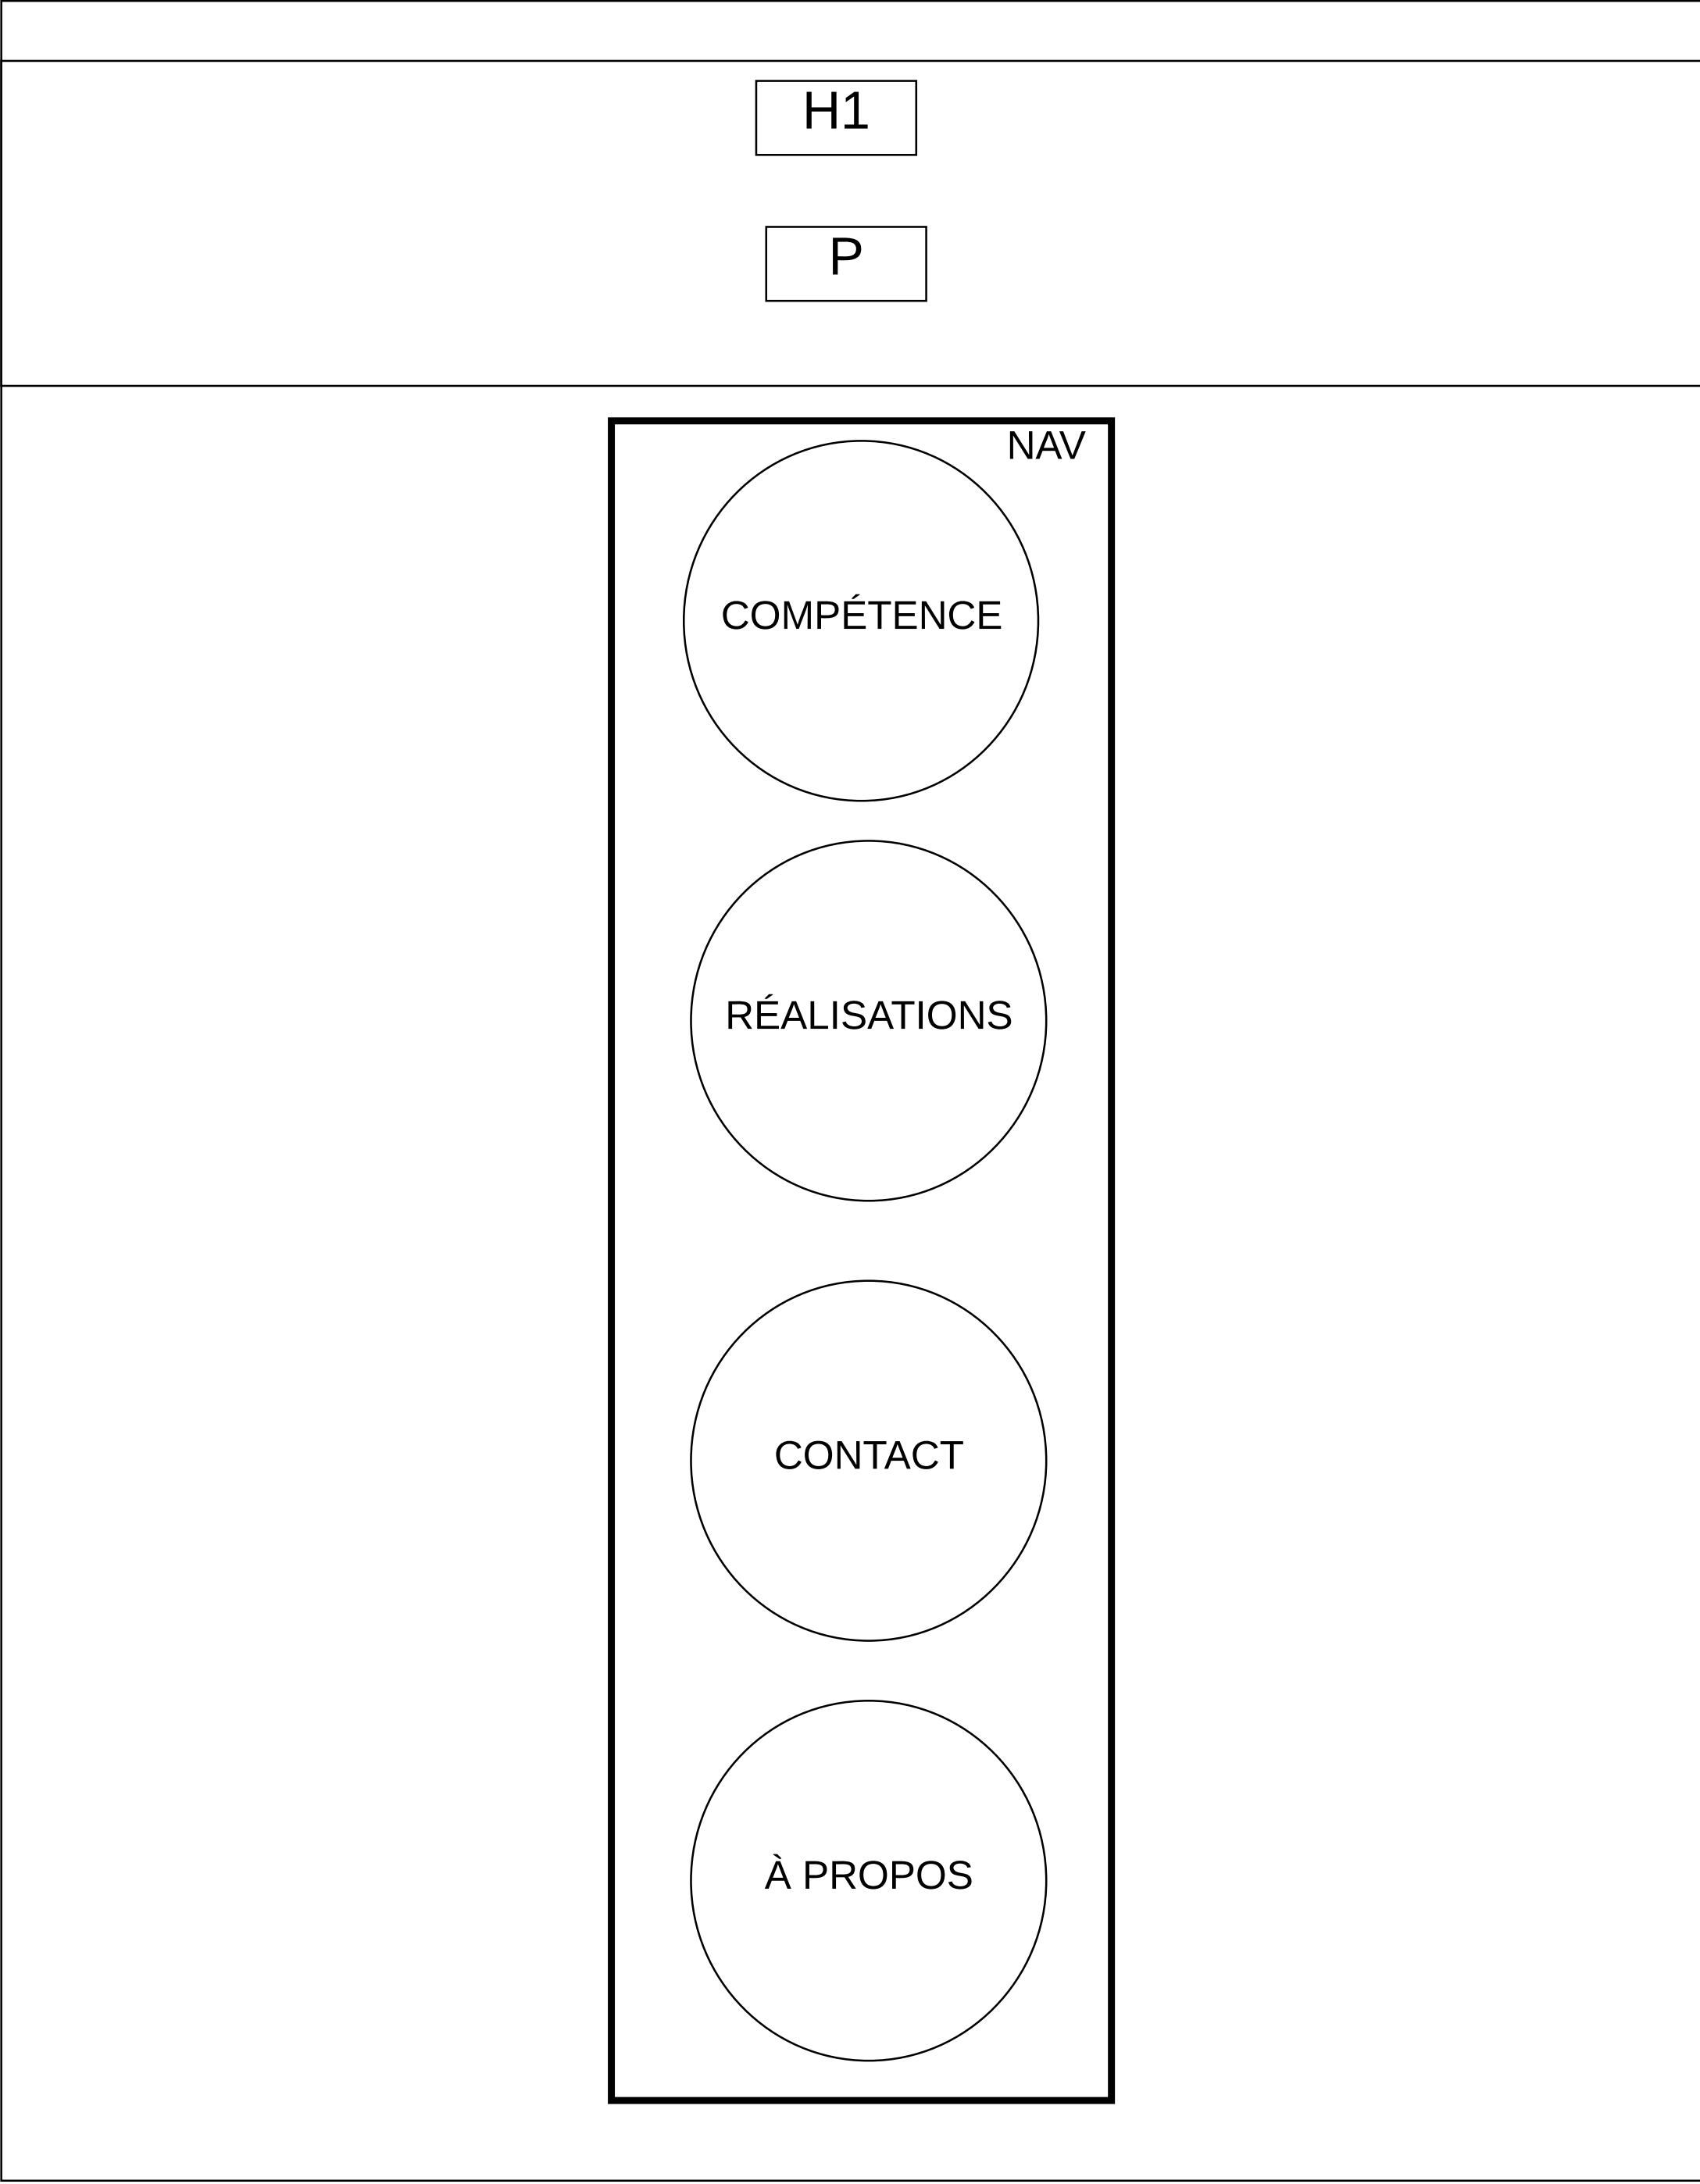 H1
P
NAV
COMPÉTENCE
RÉALISATIONS
CONTACT
À PROPOS